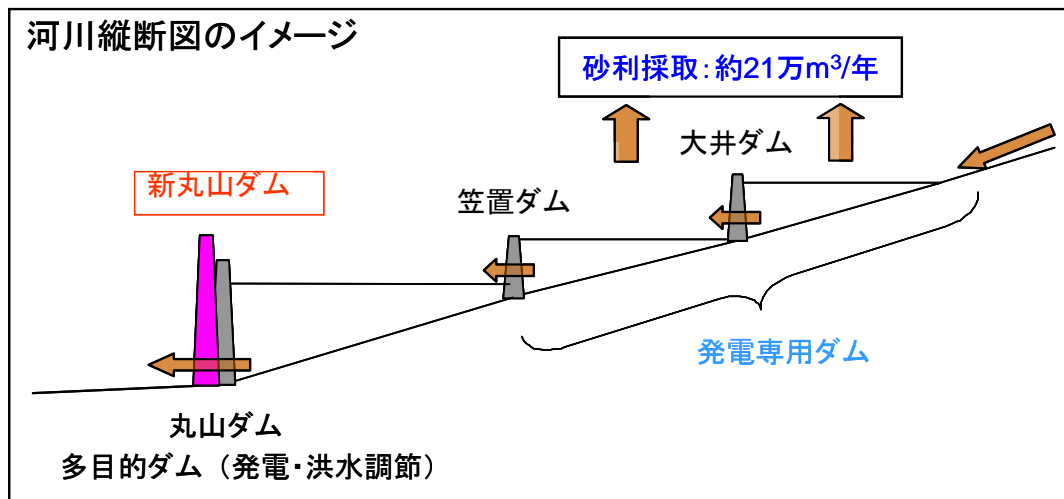 河川縦断図のイメージ
砂利採取：約21万m³/年
大井ダム
新丸山ダム
笠置ダム
発電専用ダム
丸山ダム
多目的ダム（発電・洪水調節）